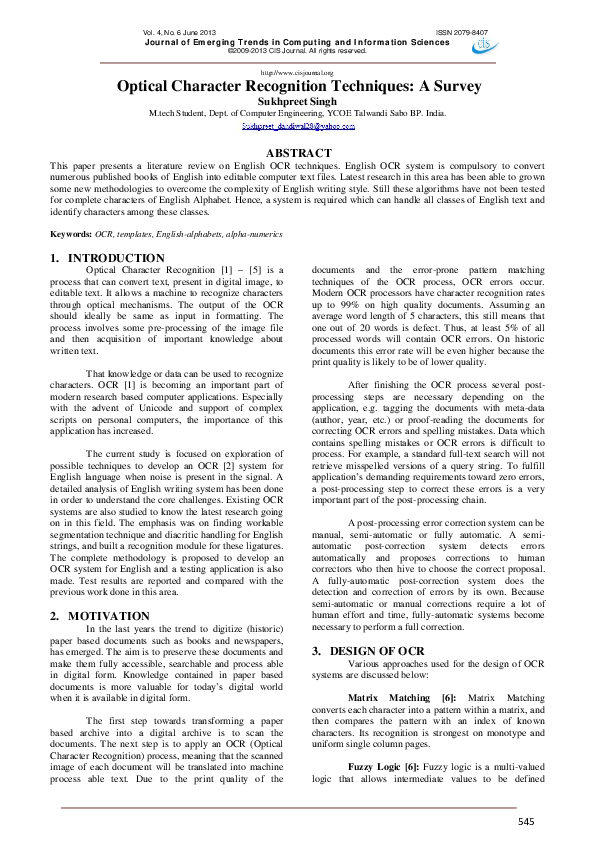 Vol. 4, No. 6 June 2013 ISSN 2079-8407
Journal of Emerging Trends in Computing and Information Sciences
©2009-2013 CIS Journal. All rights reserved.
CIS
http://www.cisjournal.org
Optical Character Recognition Techniques: A Survey
Sukhpreet Singh
M.tech Student, Dept. of Computer Engineering, YCOE Talwandi Sabo BP. India.
Sukhpreet_dandiwal28@yahoo.com
ABSTRACT
This paper presents a literature review on English OCR techniques. English OCR system is compulsory to convert
numerous published books of English into editable computer text files. Latest research in this area has been able to grown
some new methodologies to overcome the complexity of English writing style. Still these algorithms have not been tested
for complete characters of English Alphabet. Hence, a system is required which can handle all classes of English text and
identify characters among these classes.
Keywords: OCR, templates, English-alphabets, alpha-numerics
1. INTRODUCTION
Optical Character Recognition [1] – [5] is a
process that can convert text, present in digital image, to
editable text. It allows a machine to recognize characters
through optical mechanisms. The output of the OCR
should ideally be same as input in formatting. The
process involves some pre-processing of the image file
and then acquisition of important knowledge about
written text.
That knowledge or data can be used to recognize
characters. OCR [1] is becoming an important part of
modern research based computer applications. Especially
with the advent of Unicode and support of complex
scripts on personal computers, the importance of this
application has increased.
The current study is focused on exploration of
possible techniques to develop an OCR [2] system for
English language when noise is present in the signal. A
detailed analysis of English writing system has been done
in order to understand the core challenges. Existing OCR
systems are also studied to know the latest research going
on in this field. The emphasis was on finding workable
segmentation technique and diacritic handling for English
strings, and built a recognition module for these ligatures.
The complete methodology is proposed to develop an
OCR system for English and a testing application is also
made. Test results are reported and compared with the
previous work done in this area.
2. MOTIVATION
In the last years the trend to digitize (historic)
paper based documents such as books and newspapers,
has emerged. The aim is to preserve these documents and
make them fully accessible, searchable and process able
in digital form. Knowledge contained in paper based
documents is more valuable for today's digital world
when it is available in digital form.
The first step towards transforming a paper
based archive into a digital archive is to scan the
documents. The next step is to apply an OCR (Optical
Character Recognition) process, meaning that the scanned
image of each document will be translated into machine
process able text. Due to the print quality of the
documents and the error-prone pattern matching
techniques of the OCR process, OCR errors occur.
Modern OCR processors have character recognition rates
up to 99% on high quality documents. Assuming an
average word length of 5 characters, this still means that
one out of 20 words is defect. Thus, at least 5% of all
processed words will contain OCR errors. On historic
documents this error rate will be even higher because the
print quality is likely to be of lower quality.
After finishing the OCR process several post-
processing steps are necessary depending on the
application, e.g. tagging the documents with meta-data
(author, year, etc.) or proof-reading the documents for
correcting OCR errors and spelling mistakes. Data which
contains spelling mistakes or OCR errors is difficult to
process. For example, a standard full-text search will not
retrieve misspelled versions of a query string. To fulfill
application's demanding requirements toward zero errors,
a post-processing step to correct these errors is a very
important part of the post-processing chain.
A post-processing error correction system can be
manual, semi-automatic or fully automatic. A semi-
automatic post-correction system detects errors
automatically and proposes corrections to human
correctors who then hive to choose the correct proposal.
A fully-automatic post-correction system does the
detection and correction of errors by its own. Because
semi-automatic or manual corrections require a lot of
human effort and time, fully-automatic systems become
necessary to perform a full correction.
3. DESIGN OF OCR
Various approaches used for the design of OCR
systems are discussed below:
Matrix Matching [6]: Matrix Matching
converts each character into a pattern within a matrix, and
then compares the pattern with an index of known
characters. Its recognition is strongest on monotype and
uniform single column pages.
Fuzzy Logic [6]: Fuzzy logic is a multi-valued
logic that allows intermediate values to be defined
545